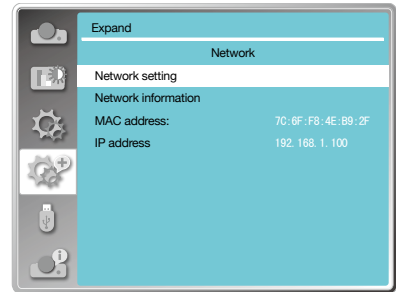 Expand
Network
Network setting
Network information
MAC address: 7C:6F:F8:4E:B9:2F
IP address 192. 168. 1. 100